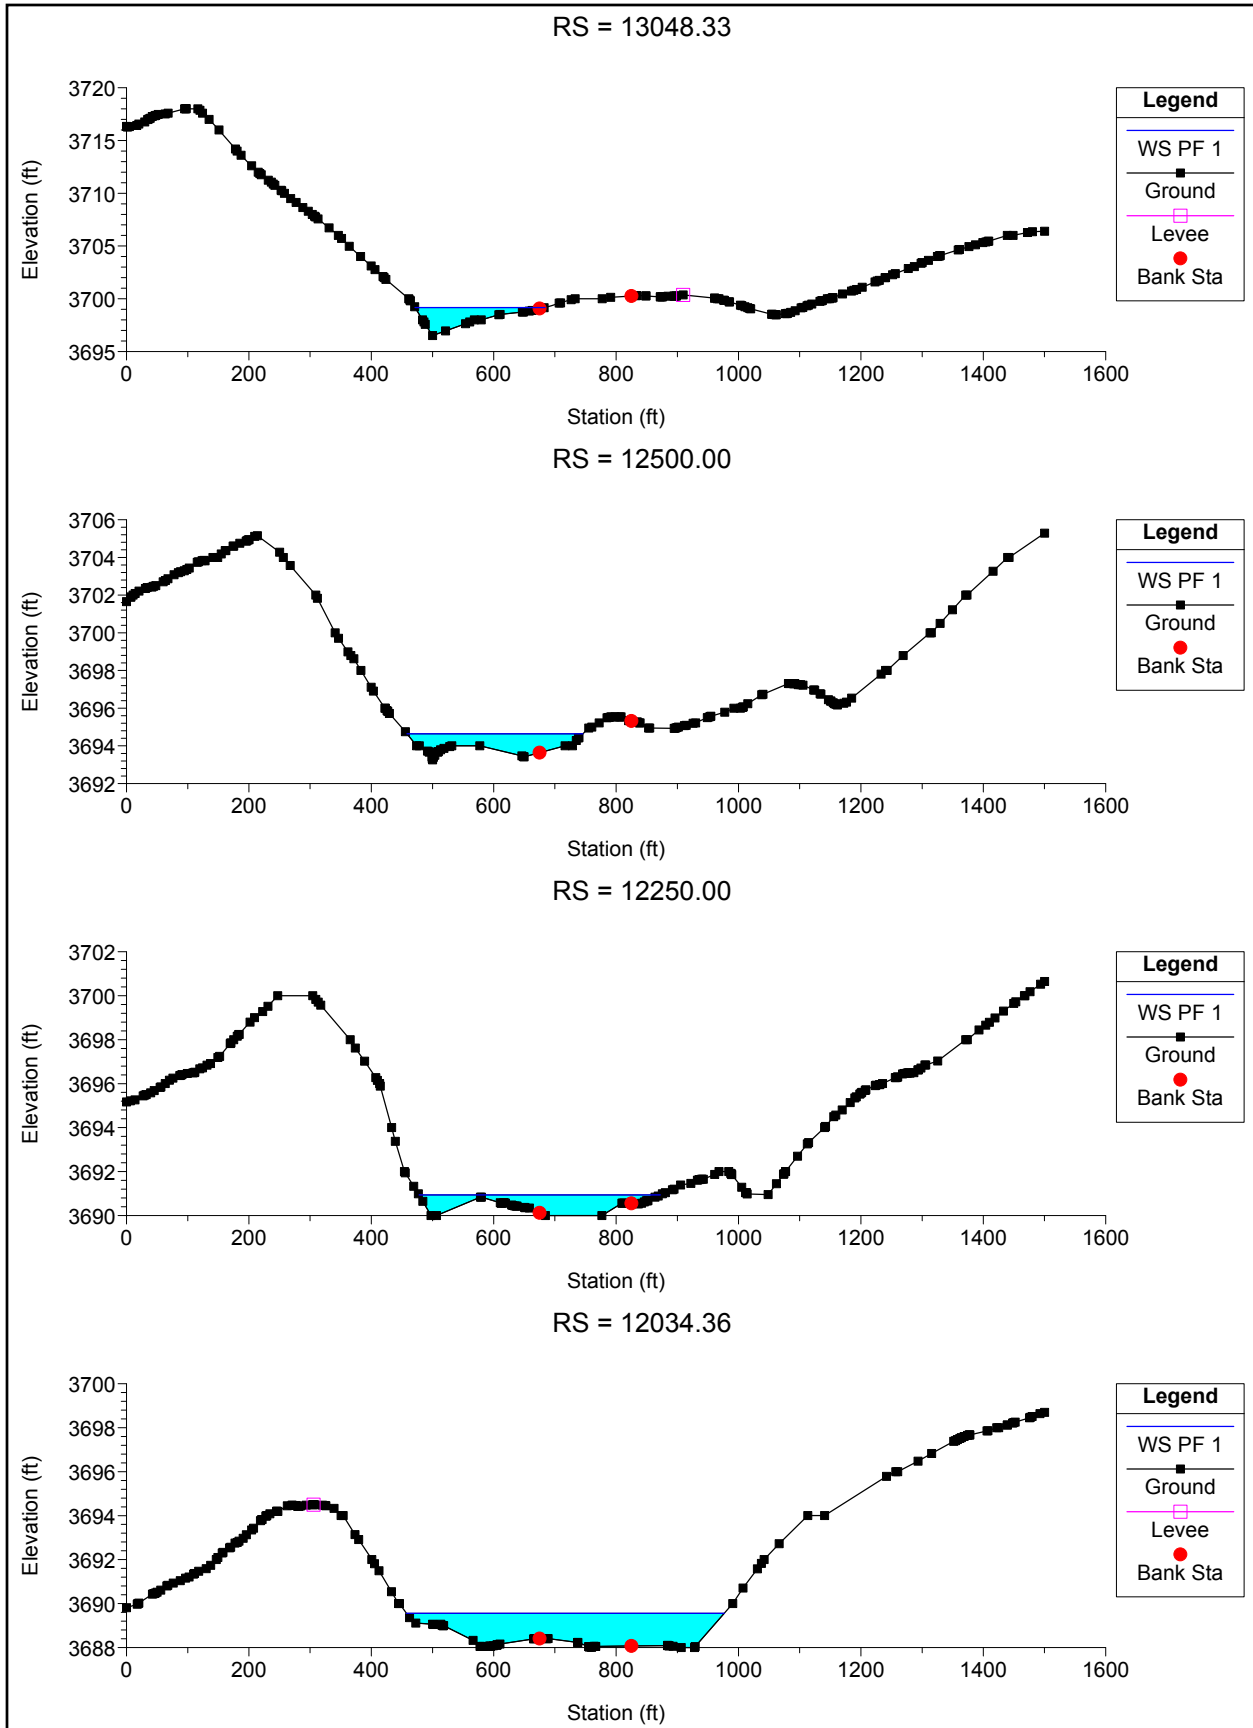 RS = 13048.33
3720
3715
3710
3705
3700
3695
Elevation (ft)
0 200 400 600 800 1000 1200 1400 1600
Station (ft)
Legend
WS PF 1
Ground
Levee
Bank Sta
RS = 12500.00
3706
3704
3702
3700
3698
3696
3694
3692
Elevation (ft)
0 200 400 600 800 1000 1200 1400 1600
Station (ft)
Legend
WS PF 1
Ground
Bank Sta
RS = 12250.00
3702
3700
3698
3696
3694
3692
3690
Elevation (ft)
0 200 400 600 800 1000 1200 1400 1600
Station (ft)
Legend
WS PF 1
Ground
Bank Sta
RS = 12034.36
3700
3698
3696
3694
3692
3690
3688
Elevation (ft)
0 200 400 600 800 1000 1200 1400 1600
Station (ft)
Legend
WS PF 1
Ground
Levee
Bank Sta